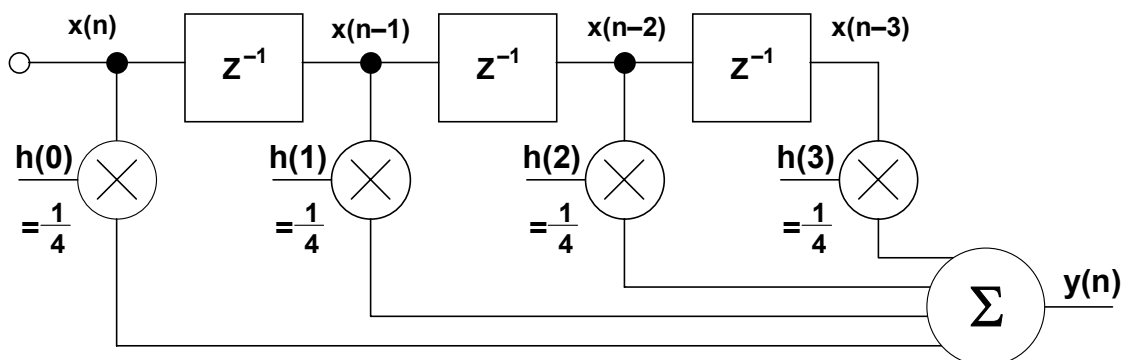 x(n) x(n–1) x(n–2) x(n–3)
Z⁻¹ Z⁻¹ Z⁻¹
h(0) h(1) h(2) h(3)
=1/4 =1/4 =1/4 =1/4
Σ y(n)